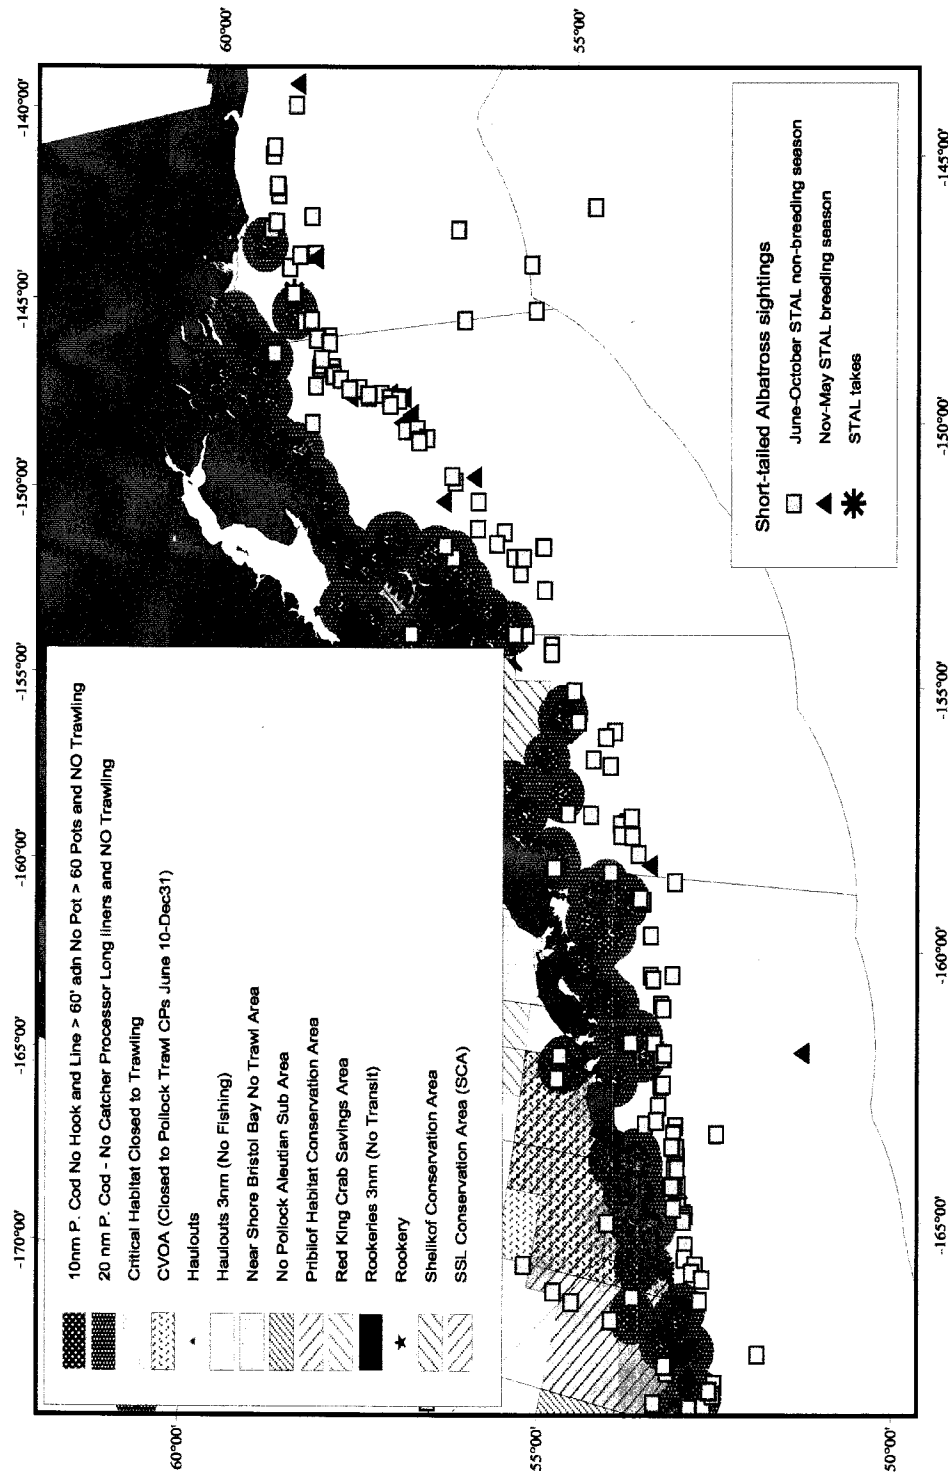 10nm P. Cod No Hook and Line > 60' adn No Pot > 60 Pots and NO Trawling
20 nm P. Cod - No Catcher Processor Long liners and NO Trawling
Critical Habitat Closed to Trawling
CVOA (Closed to Pollock Trawl CPs June 10-Dec31)
Haulouts
Haulouts 3nm (No Fishing)
Near Shore Bristol Bay No Trawl Area
No Pollock Aleutian Sub Area
Pribilof Habitat Conservation Area
Red King Crab Savings Area
Rookeries 3nm (No Transit)
Rookery
Shelikof Conservation Area
SSL Conservation Area (SCA)
Short-tailed Albatross sightings
June-October STAL non-breeding season
Nov-May STAL breeding season
STAL takes
-170°00'
-165°00'
-160°00'
-155°00'
-150°00'
-145°00'
-140°00'
60°00'
55°00'
60°00'
55°00'
50°00'
-165°00'
-160°00'
-155°00'
-150°00'
-145°00'